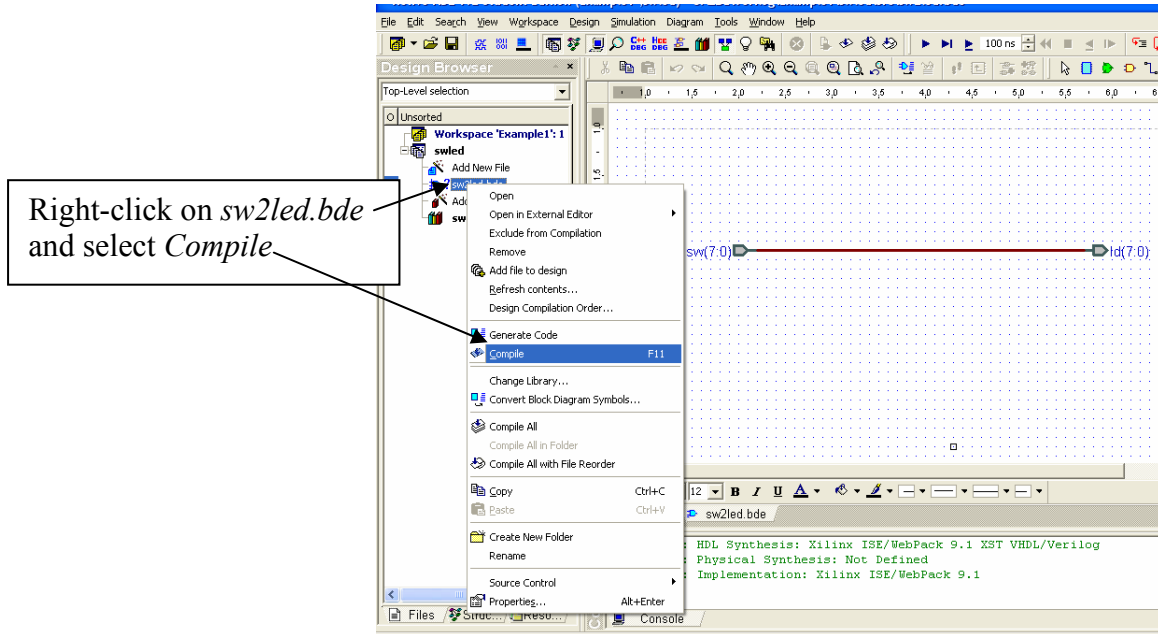 File Edit Search View Workspace Design Simulation Diagram Tools Window Help
100 ns
Design Browser
Top-Level selection
Unsorted
Workspace 'Example1': 1
swled
Add New File
sw2led.bde
Add
sw
Right-click on sw2led.bde
and select Compile
Open
Open in External Editor
Exclude from Compilation
Remove
Add file to design
Refresh contents...
Design Compilation Order...
Generate Code
Compile F11
Change Library...
Convert Block Diagram Symbols...
Compile All
Compile All in Folder
Compile All with File Reorder
Copy Ctrl+C
Paste Ctrl+V
Create New Folder
Rename
Source Control
Properties... Alt+Enter
1,0 1,5 2,0 2,5 3,0 3,5 4,0 4,5 5,0 5,5 6,0
sw(7:0) ld(7:0)
12 B I U A
sw2led.bde
: HDL Synthesis: Xilinx ISE/WebPack 9.1 XST VHDL/Verilog
: Physical Synthesis: Not Defined
: Implementation: Xilinx ISE/WebPack 9.1
Files Struc... Reso...
Console